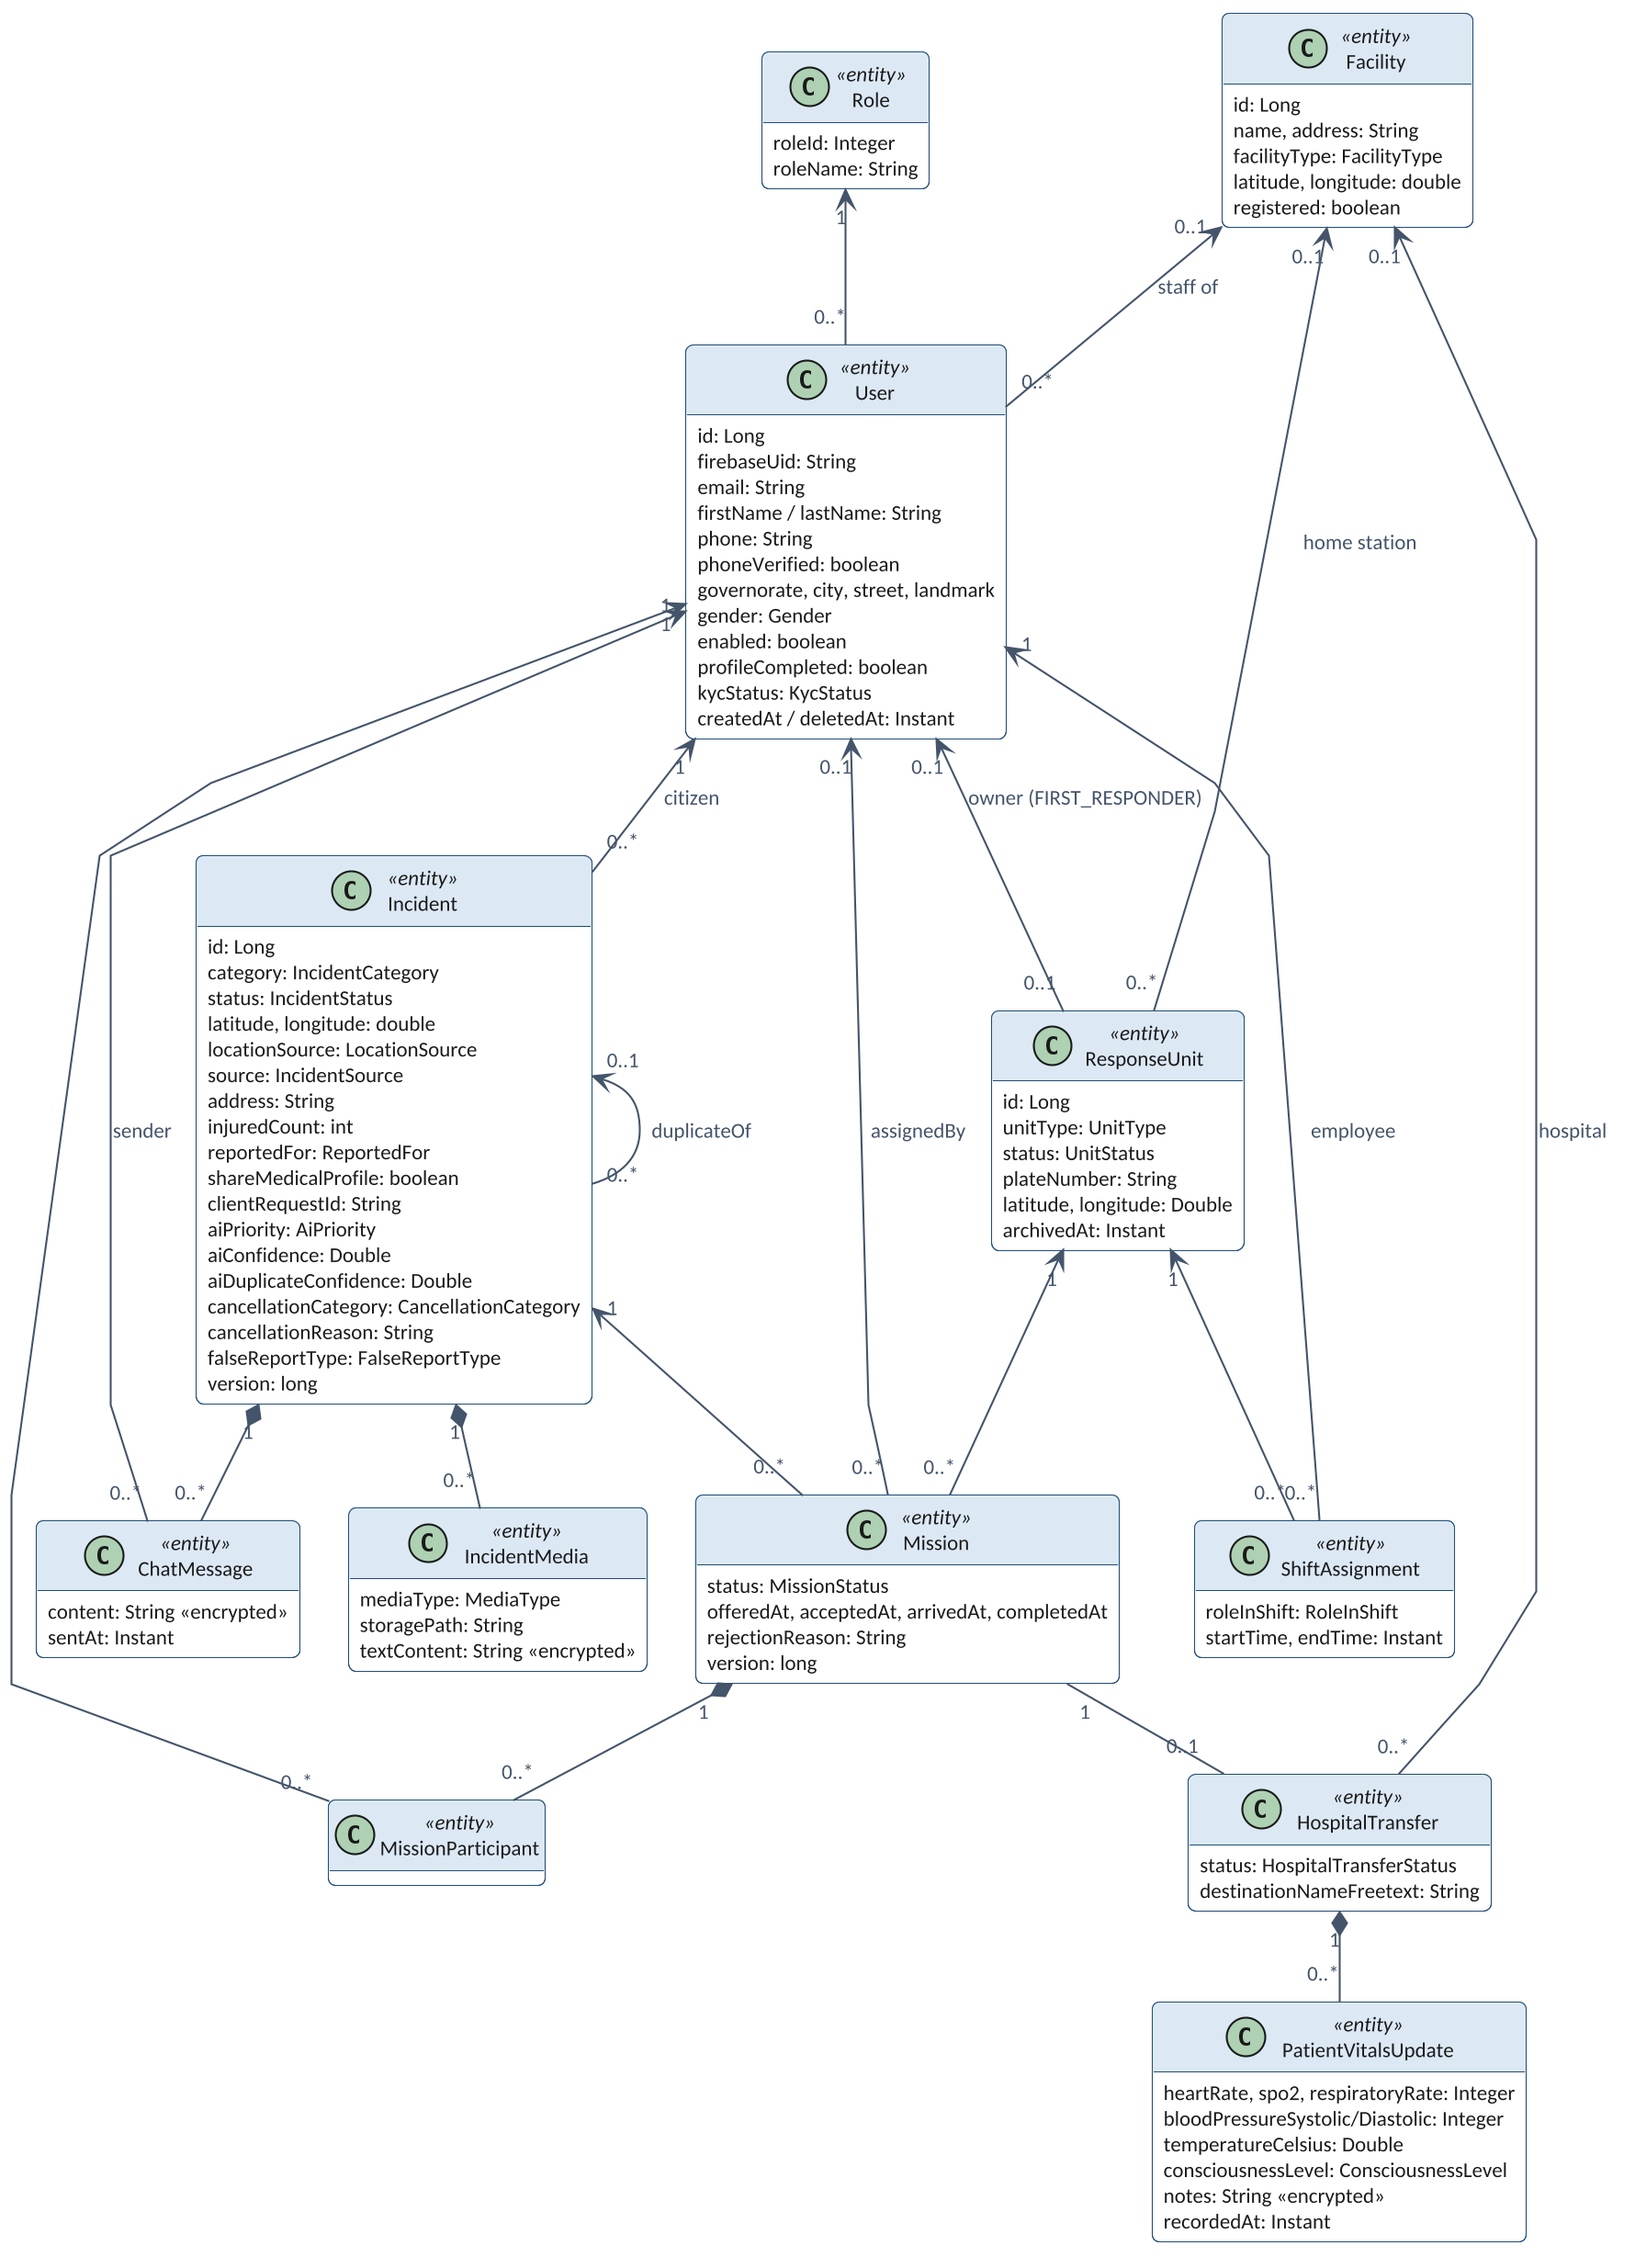 «entity»
Facility
id: Long
name, address: String
facilityType: FacilityType
latitude, longitude: double
registered: boolean
«entity»
Role
roleId: Integer
roleName: String
1
0..*
0..1
staff of
0..*
0..1
0..1
home station
«entity»
User
id: Long
firebaseUid: String
email: String
firstName / lastName: String
phone: String
phoneVerified: boolean
governorate, city, street, landmark
gender: Gender
enabled: boolean
profileCompleted: boolean
kycStatus: KycStatus
createdAt / deletedAt: Instant
1
1
1
1
citizen
0..*
0..1
0..1
owner (FIRST_RESPONDER)
0..1
0..*
«entity»
Incident
id: Long
category: IncidentCategory
status: IncidentStatus
latitude, longitude: double
locationSource: LocationSource
source: IncidentSource
address: String
injuredCount: int
reportedFor: ReportedFor
shareMedicalProfile: boolean
clientRequestId: String
aiPriority: AiPriority
aiConfidence: Double
aiDuplicateConfidence: Double
cancellationCategory: CancellationCategory
cancellationReason: String
falseReportType: FalseReportType
version: long
0..1
duplicateOf
0..*
sender
assignedBy
«entity»
ResponseUnit
id: Long
unitType: UnitType
status: UnitStatus
plateNumber: String
latitude, longitude: Double
archivedAt: Instant
employee
hospital
1
1
1
1
1
0..*
0..*
0..*
0..*
0..*
0..*
0..*
0..*
«entity»
ChatMessage
content: String «encrypted»
sentAt: Instant
«entity»
IncidentMedia
mediaType: MediaType
storagePath: String
textContent: String «encrypted»
«entity»
Mission
status: MissionStatus
offeredAt, acceptedAt, arrivedAt, completedAt
rejectionReason: String
version: long
«entity»
ShiftAssignment
roleInShift: RoleInShift
startTime, endTime: Instant
1
1
0..*
0..*
0..1
0..*
«entity»
MissionParticipant
«entity»
HospitalTransfer
status: HospitalTransferStatus
destinationNameFreetext: String
1
0..*
«entity»
PatientVitalsUpdate
heartRate, spo2, respiratoryRate: Integer
bloodPressureSystolic/Diastolic: Integer
temperatureCelsius: Double
consciousnessLevel: ConsciousnessLevel
notes: String «encrypted»
recordedAt: Instant